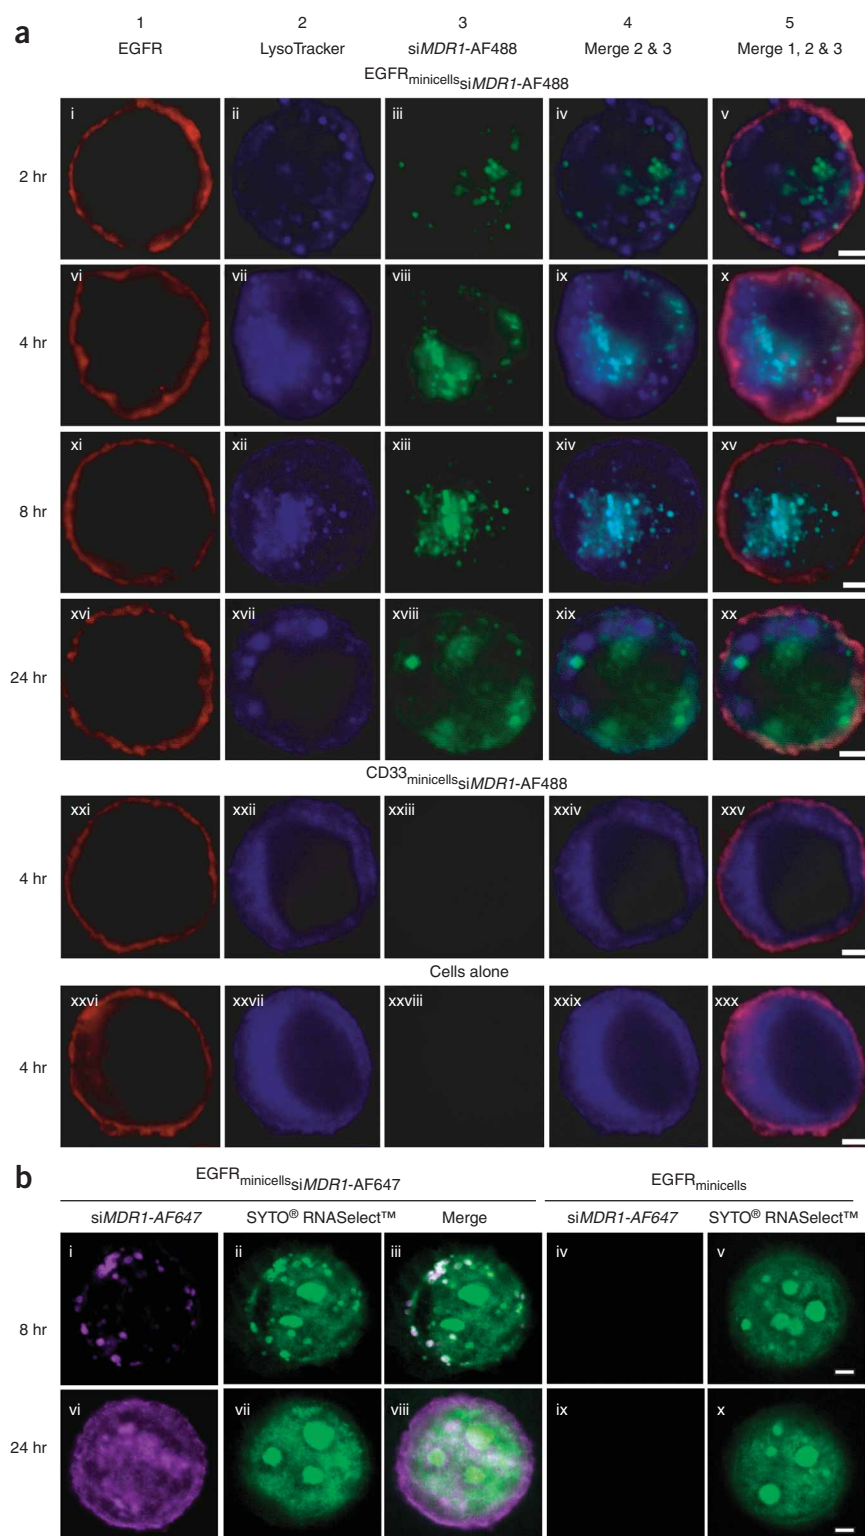 a
1 2 3 4 5
EGFR LysoTracker siMDR1-AF488 Merge 2 & 3 Merge 1, 2 & 3
EGFRminicellssiMDR1-AF488
2 hr i ii iii iv v
4 hr vi vii viii ix x
8 hr xi xii xiii xiv xv
24 hr xvi xvii xviii xix xx
CD33minicellssiMDR1-AF488
4 hr xxi xxii xxiii xxiv xxv
Cells alone
4 hr xxvi xxvii xxviii xxix xxx
b
EGFRminicellssiMDR1-AF647 EGFRminicells
siMDR1-AF647 SYTO® RNASelect™ Merge siMDR1-AF647 SYTO® RNASelect™
8 hr i ii iii iv v
24 hr vi vii viii ix x